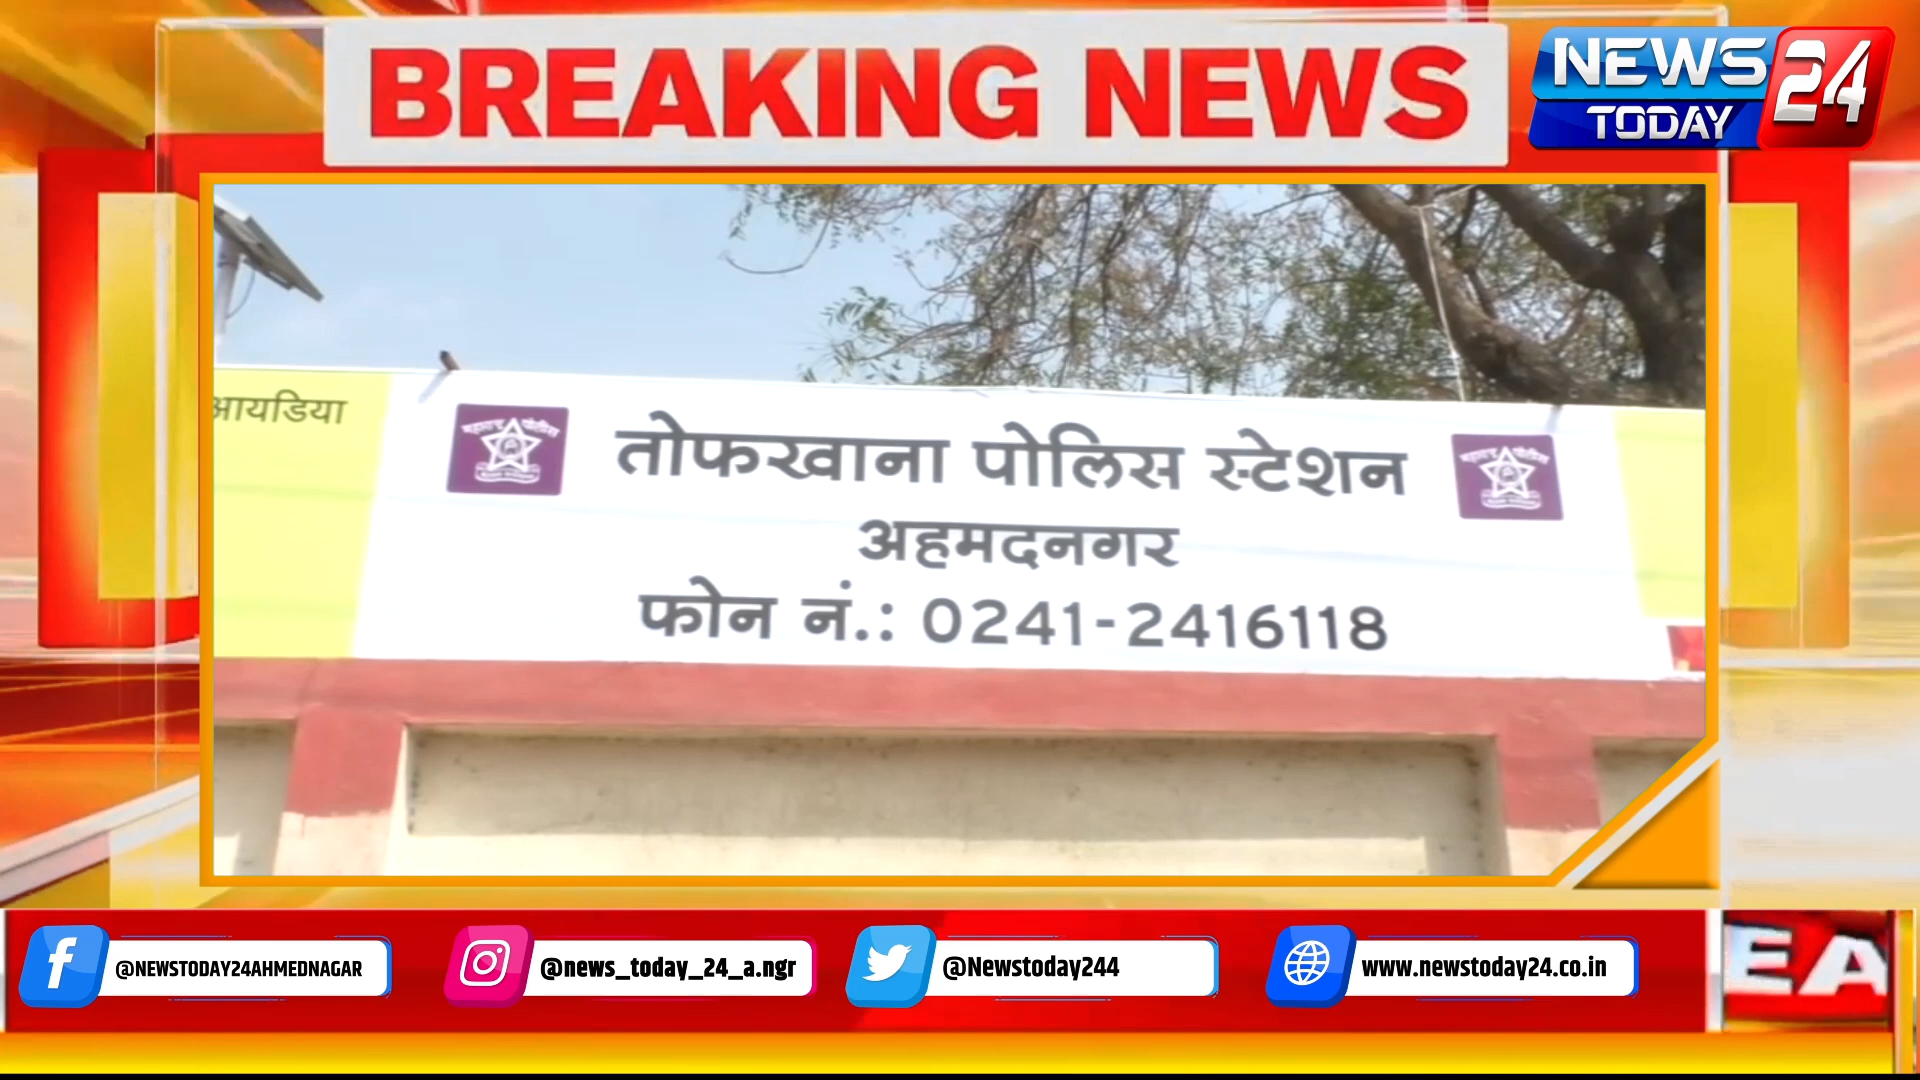 BREAKING NEWS
NEWS
TODAY
24
आयडिया
तोफखाना पोलिस स्टेशन
अहमदनगर
फोन नं.: 0241-2416118
@NEWSTODAY24AHMEDNAGAR
@news_today_24_a.ngr
@Newstoday244
www.newstoday24.co.in
EA